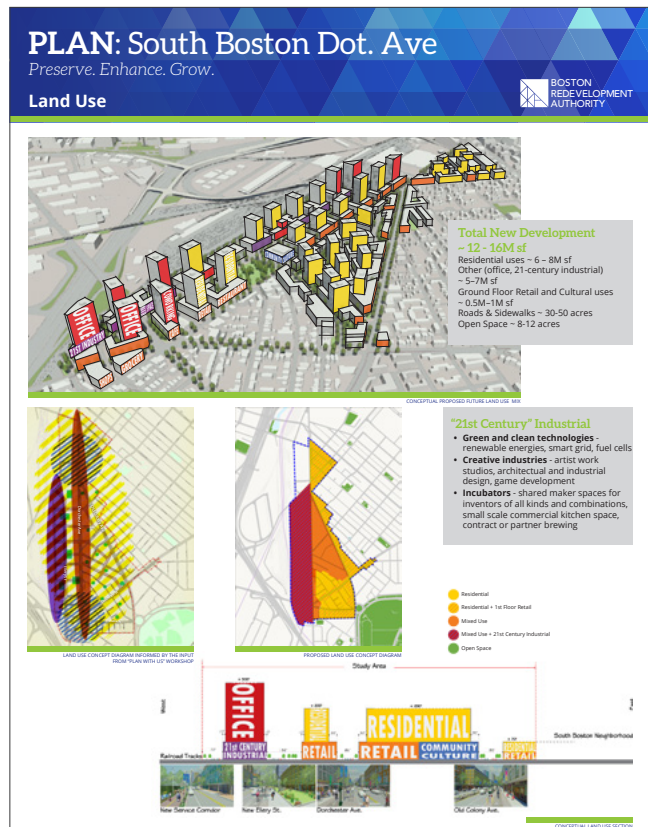 PLAN: South Boston Dot. Ave
Preserve. Enhance. Grow.
Land Use
BOSTON
REDEVELOPMENT
AUTHORITY
OFFICE
21ST INDUSTRY
OFFICE
SHOPS
GROCERY
Total New Development
~ 12 - 16M sf
Residential uses ~ 6 – 8M sf
Other (office, 21-century industrial)
~ 5–7M sf
Ground Floor Retail and Cultural uses
~ 0.5M–1M sf
Roads & Sidewalks ~ 30-50 acres
Open Space ~ 8-12 acres
CONCEPTUAL PROPOSED FUTURE LAND USE MIX
"21st Century" Industrial
• Green and clean technologies -
renewable energies, smart grid, fuel cells
• Creative industries - artist work
studios, architectual and industrial
design, game development
• Incubators - shared maker spaces for
inventors of all kinds and combinations,
small scale commercial kitchen space,
contract or partner brewing
Residential
Residential + 1st Floor Retail
Mixed Use
Mixed Use + 21st Century Industrial
Open Space
LAND USE CONCEPT DIAGRAM INFORMED BY THE INPUT
FROM "PLAN WITH US" WORKSHOP
PROPOSED LAND USE CONCEPT DIAGRAM
Study Area
West
OFFICE
21st CENTURY
INDUSTRIAL
RESIDENTIAL
RETAIL
RESIDENTIAL
RETAIL
COMMUNITY
CULTURE
RESIDENTIAL
RETAIL
South Boston Neighborhood
Railroad Tracks
New Service Corridor
New Ellery St.
Dorchester Ave.
Old Colony Ave.
CONCEPTUAL LAND USE SECTION